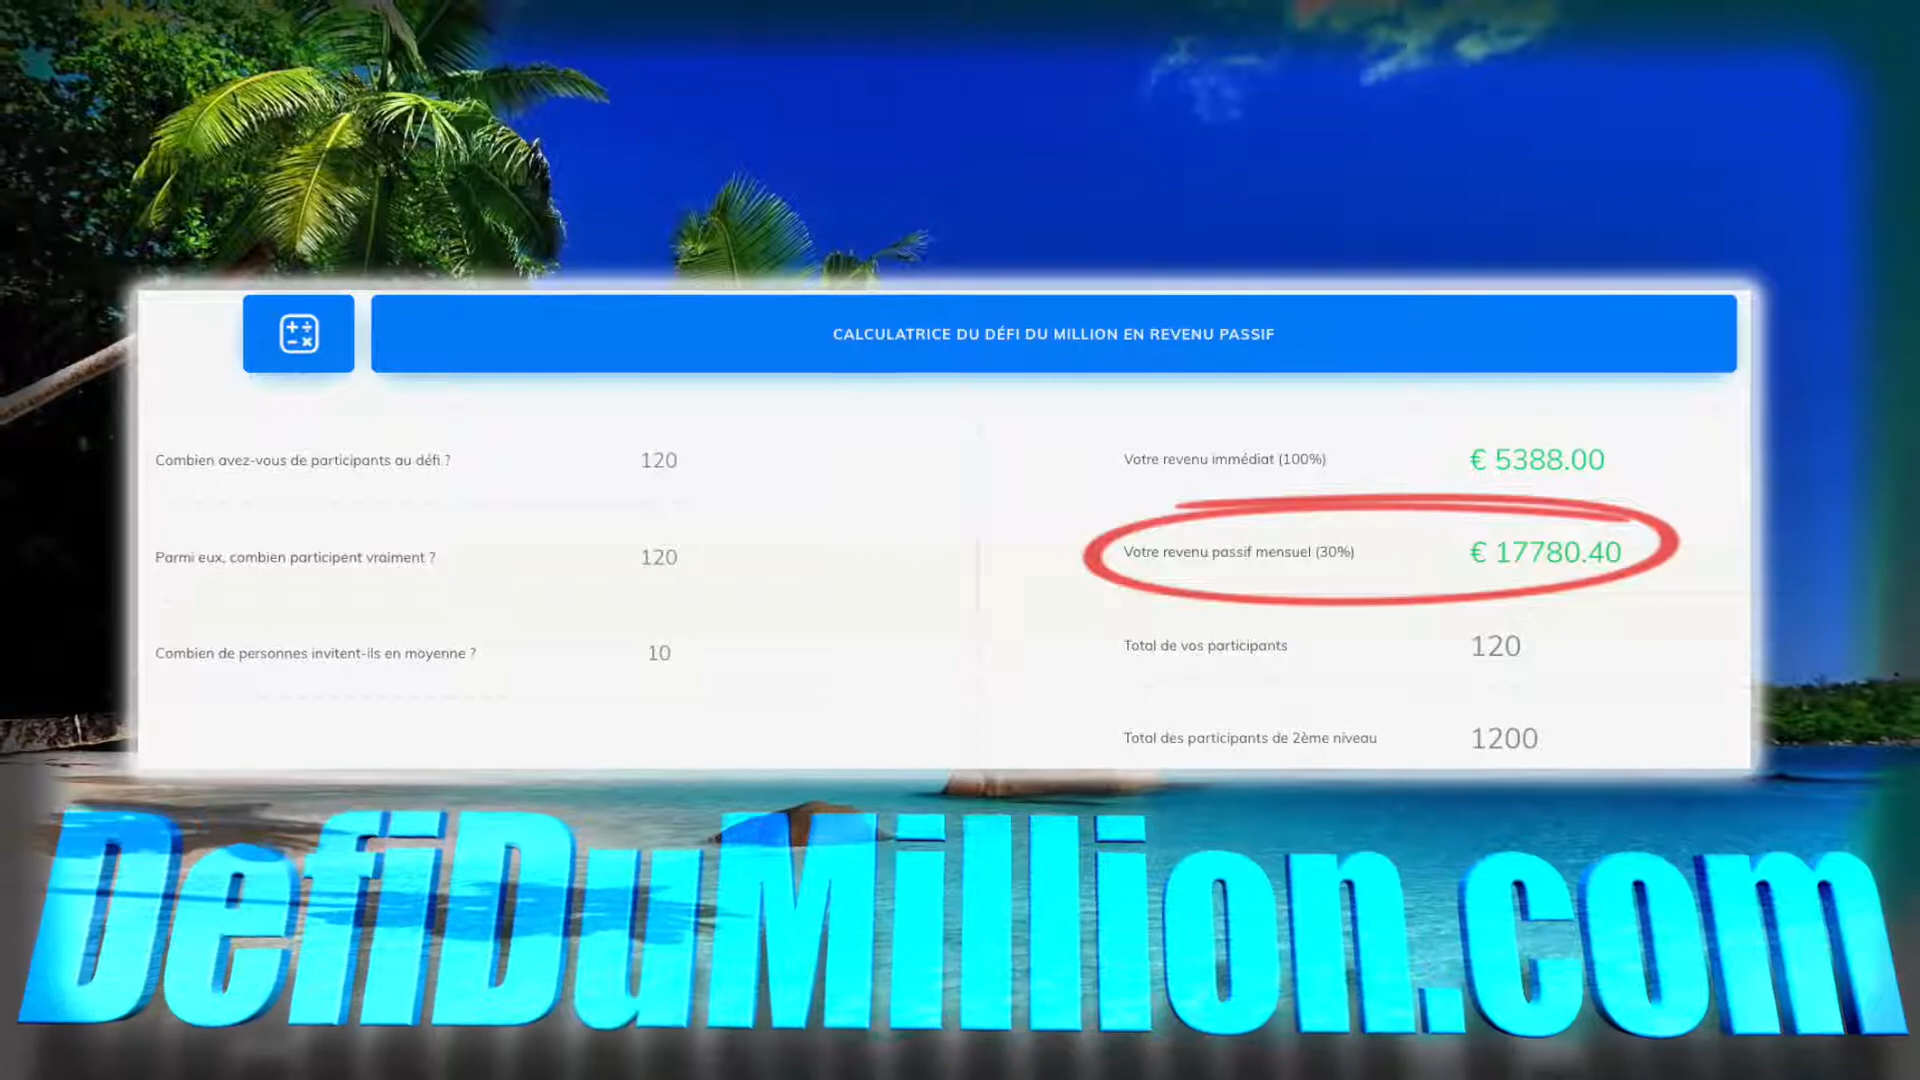 CALCULATRICE DU DÉFI DU MILLION EN REVENU PASSIF
Combien avez-vous de participants au défi ? 120
Parmi eux, combien participent vraiment ? 120
Combien de personnes invitent-ils en moyenne ? 10
Votre revenu immédiat (100%) € 5388.00
Votre revenu passif mensuel (30%) € 17780.40
Total de vos participants 120
Total des participants de 2ème niveau 1200
DefiDuMillion.com